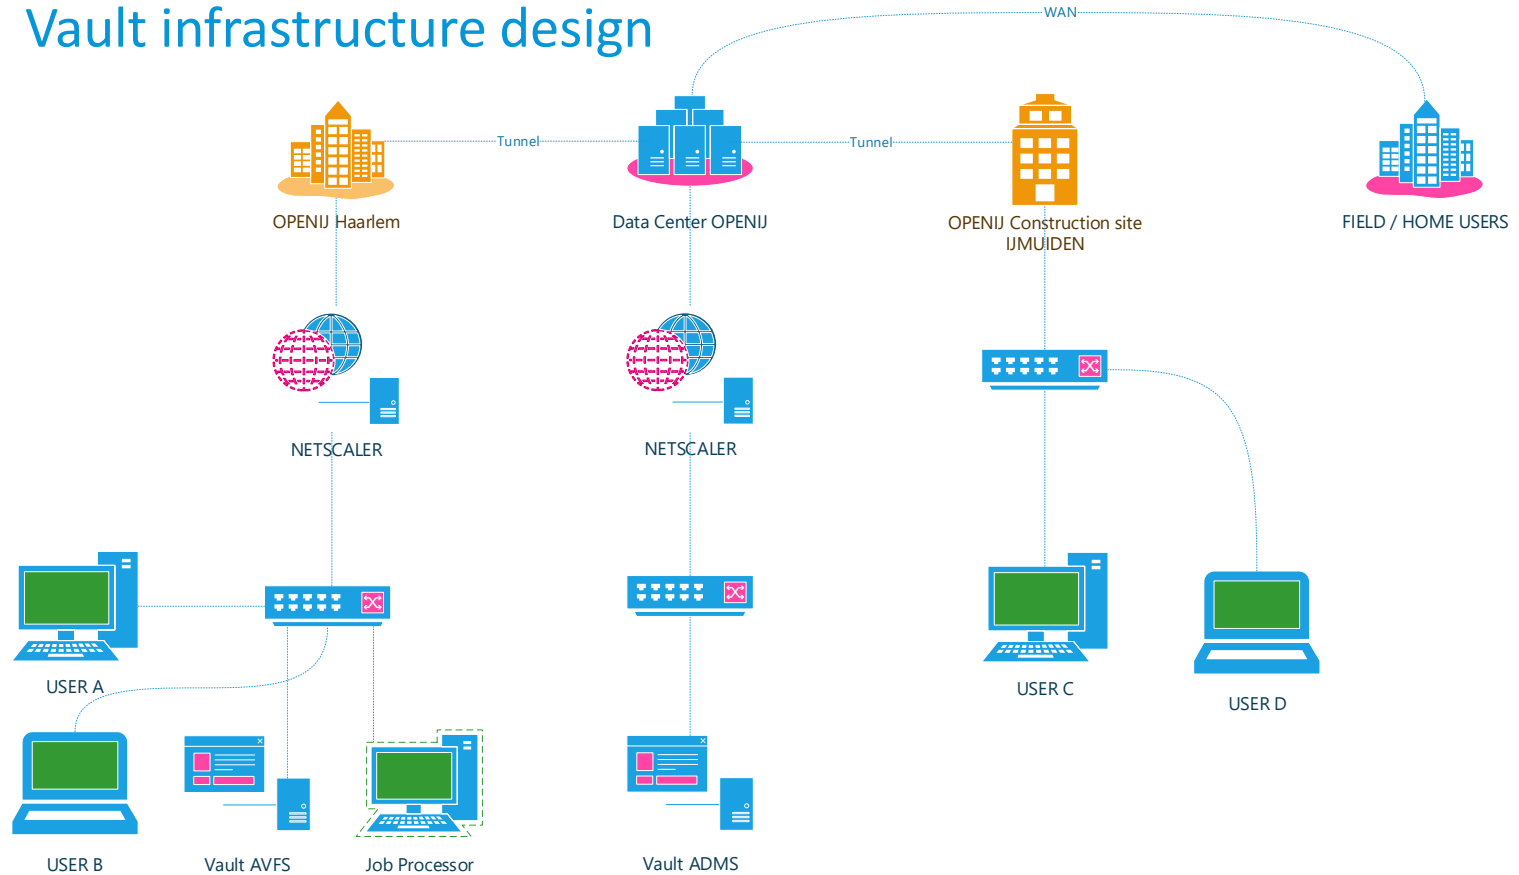 Vault infrastructure design
WAN
Tunnel
Tunnel
OPENIJ Haarlem
Data Center OPENIJ
OPENIJ Construction site
IJMUIDEN
FIELD / HOME USERS
NETSCALER
NETSCALER
USER A
USER C
USER D
USER B
Vault AVFS
Job Processor
Vault ADMS